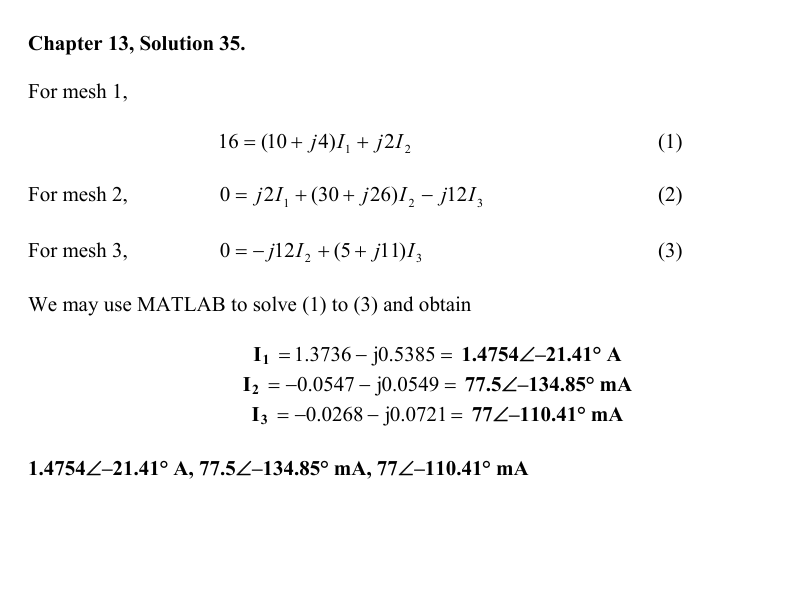 Chapter 13, Solution 35.
For mesh 1,
16 = (10 + j4)I₁ + j2I₂ (1)
For mesh 2, 0 = j2I₁ + (30 + j26)I₂ − j12I₃ (2)
For mesh 3, 0 = −j12I₂ + (5 + j11)I₃ (3)
We may use MATLAB to solve (1) to (3) and obtain
I₁ = 1.3736 − j0.5385 = 1.4754∠–21.41° A
I₂ = −0.0547 − j0.0549 = 77.5∠–134.85° mA
I₃ = −0.0268 − j0.0721 = 77∠–110.41° mA
1.4754∠–21.41° A, 77.5∠–134.85° mA, 77∠–110.41° mA